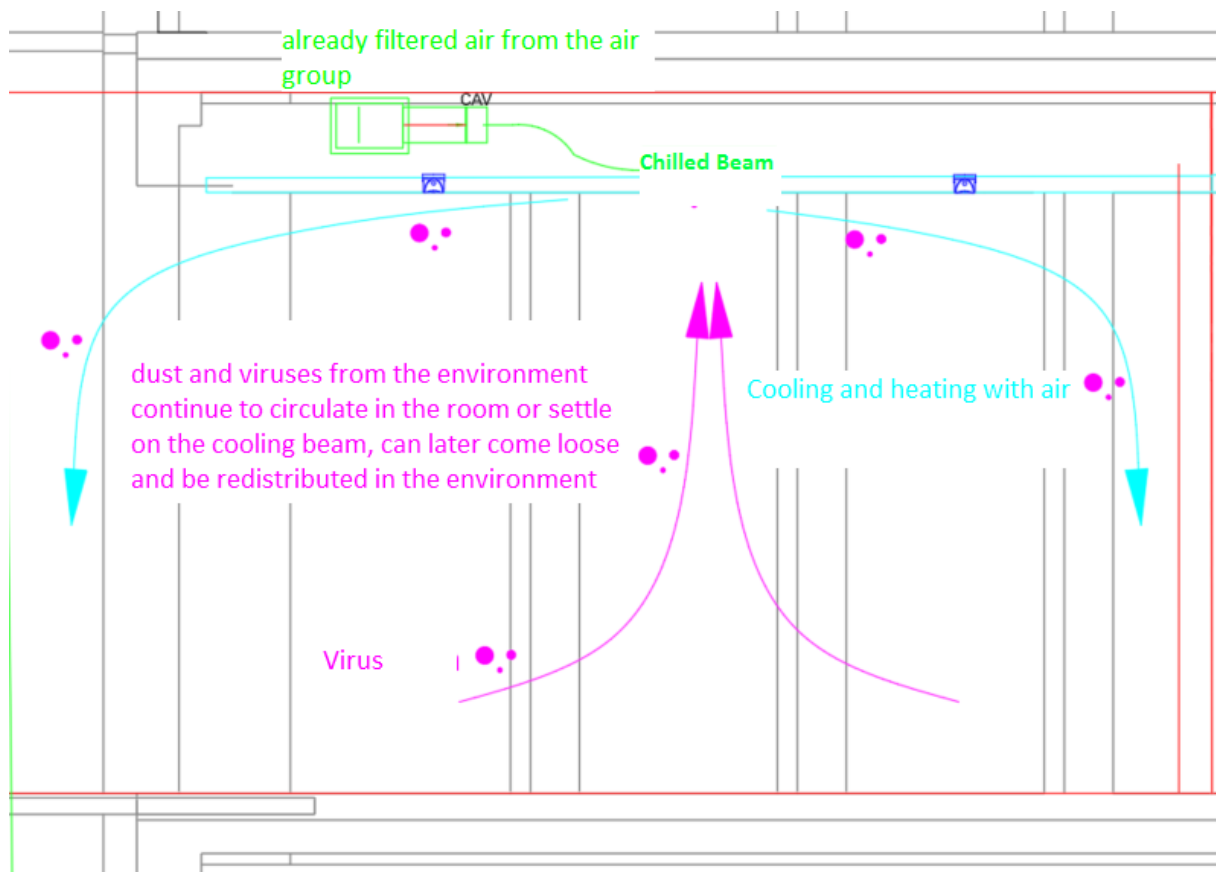 already filtered air from the air
group
CAV
Chilled Beam
dust and viruses from the environment
continue to circulate in the room or settle
on the cooling beam, can later come loose
and be redistributed in the environment
Cooling and heating with air
Virus